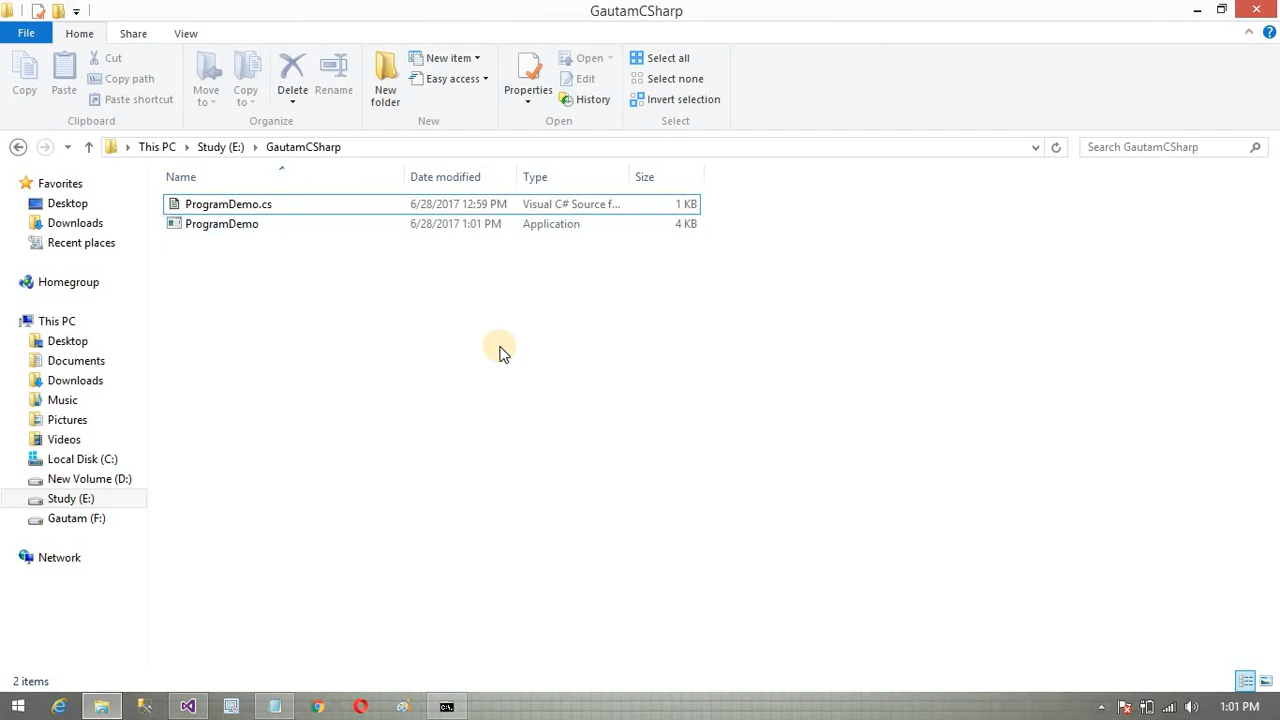 GautamCSharp
File Home Share View
Copy Paste Cut Copy path Paste shortcut Clipboard
Move to Copy to Delete Rename Organize
New folder New item Easy access New
Properties Open Edit History Open
Select all Select none Invert selection Select
This PC Study (E:) GautamCSharp Search GautamCSharp
Name Date modified Type Size
ProgramDemo.cs 6/28/2017 12:59 PM Visual C# Source f... 1 KB
ProgramDemo 6/28/2017 1:01 PM Application 4 KB
Favorites
Desktop
Downloads
Recent places
Homegroup
This PC
Desktop
Documents
Downloads
Music
Pictures
Videos
Local Disk (C:)
New Volume (D:)
Study (E:)
Gautam (F:)
Network
2 items
1:01 PM